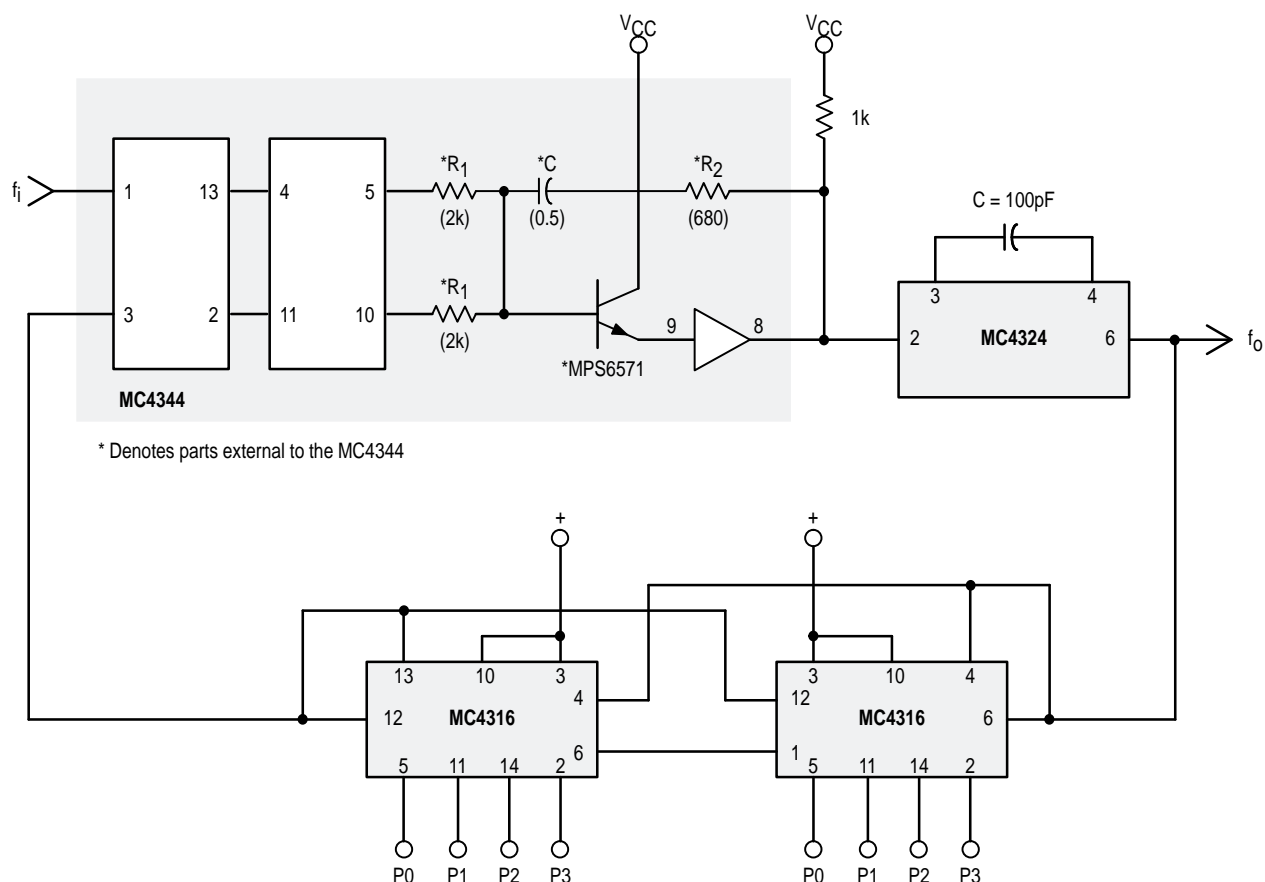 VCC VCC
1k
*R1 *C *R2
fi 1 13 4 5
(2k) (0.5) (680)
C = 100pF
*R1
3 4
3 2 11 10
(2k)
9 8
2 MC4324 6 fo
*MPS6571
MC4344
* Denotes parts external to the MC4344
+ +
13 10 3 3 10 4
4 12
12 MC4316 MC4316 6
6 1
5 11 14 2 5 11 14 2
P0 P1 P2 P3 P0 P1 P2 P3